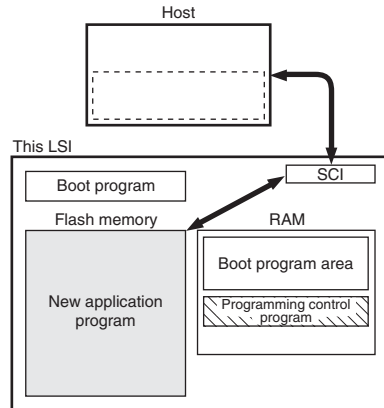 Host
This LSI
SCI
Boot program
Flash memory
RAM
Boot program area
New application
program
Programming control
program